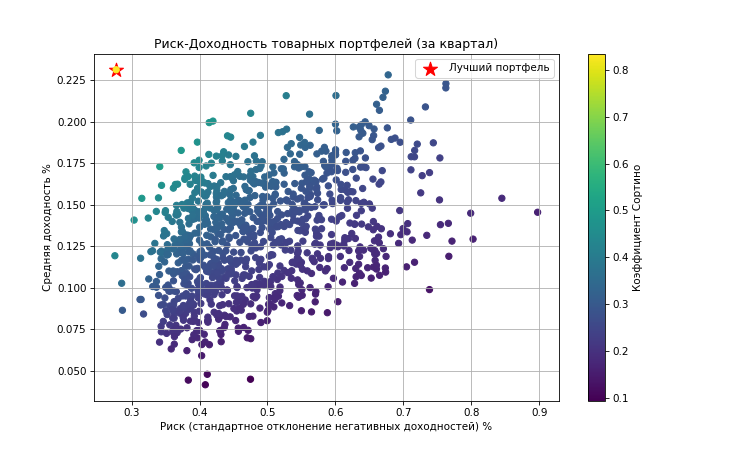 Риск-Доходность товарных портфелей (за квартал)
Лучший портфель
Средняя доходность %
0.225
0.200
0.175
0.150
0.125
0.100
0.075
0.050
0.3 0.4 0.5 0.6 0.7 0.8 0.9
Риск (стандартное отклонение негативных доходностей) %
0.8
0.7
0.6
0.5
0.4
0.3
0.2
0.1
Коэффициент Сортино